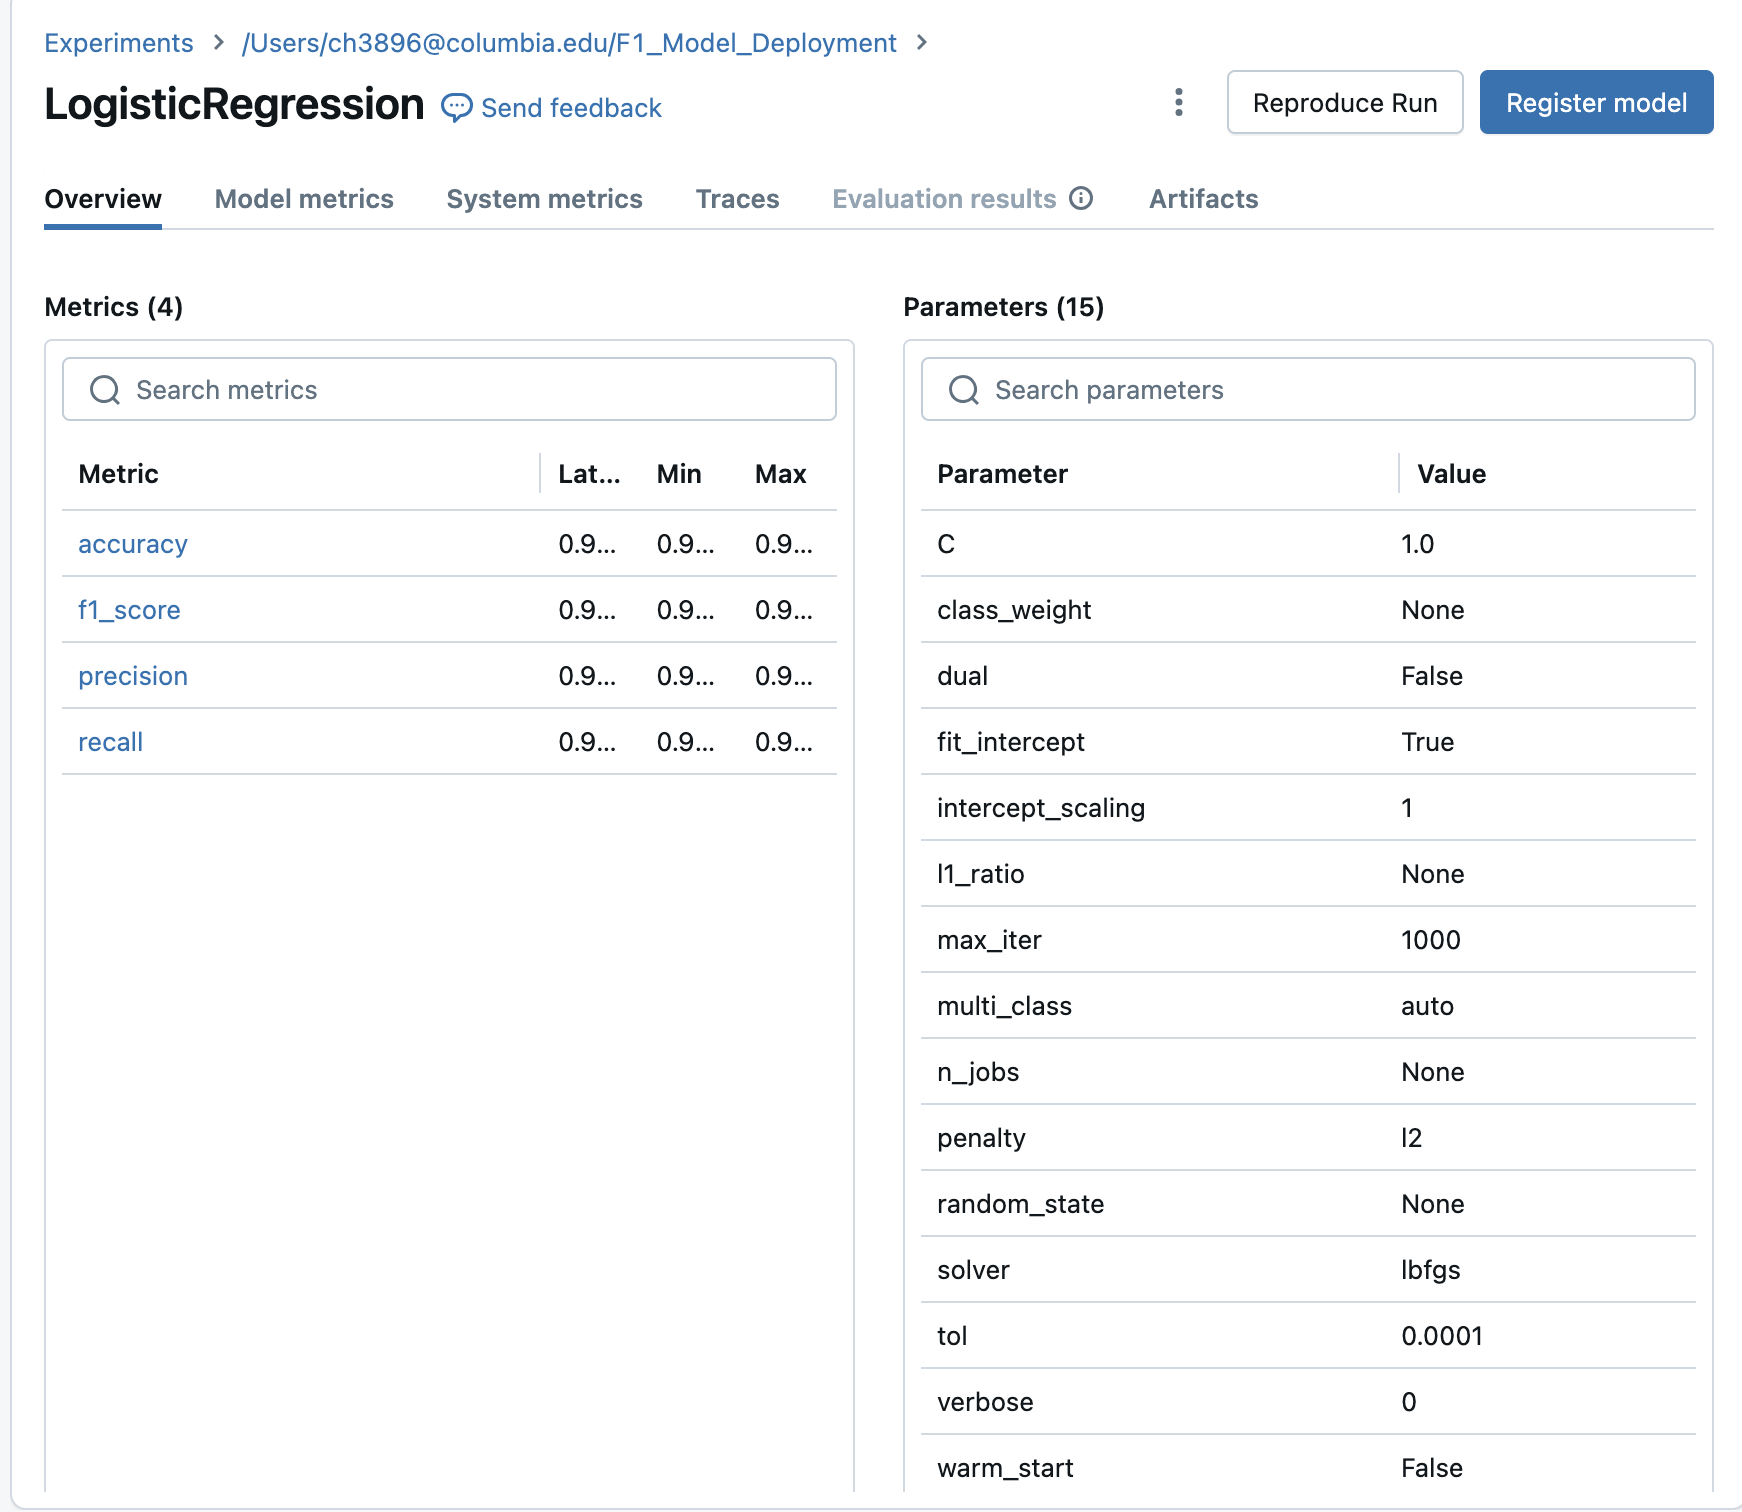 Experiments > /Users/ch3896@columbia.edu/F1_Model_Deployment >
LogisticRegression Send feedback Reproduce Run Register model
Overview Model metrics System metrics Traces Evaluation results Artifacts
Metrics (4)
Search metrics
Metric Lat... Min Max
accuracy 0.9... 0.9... 0.9...
f1_score 0.9... 0.9... 0.9...
precision 0.9... 0.9... 0.9...
recall 0.9... 0.9... 0.9...
Parameters (15)
Search parameters
Parameter Value
C 1.0
class_weight None
dual False
fit_intercept True
intercept_scaling 1
l1_ratio None
max_iter 1000
multi_class auto
n_jobs None
penalty l2
random_state None
solver lbfgs
tol 0.0001
verbose 0
warm_start False